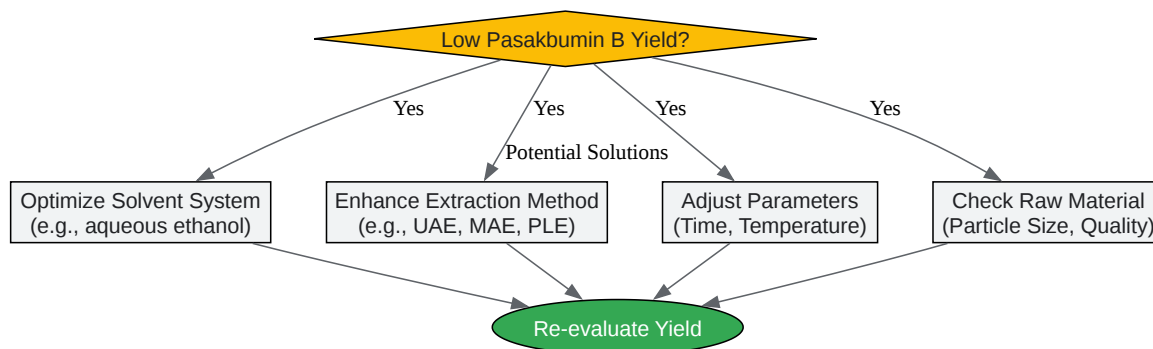 Low Pasakbumin B Yield?
Yes
Yes
Yes
Yes
Potential Solutions
Optimize Solvent System
(e.g., aqueous ethanol)
Enhance Extraction Method
(e.g., UAE, MAE, PLE)
Adjust Parameters
(Time, Temperature)
Check Raw Material
(Particle Size, Quality)
Re-evaluate Yield